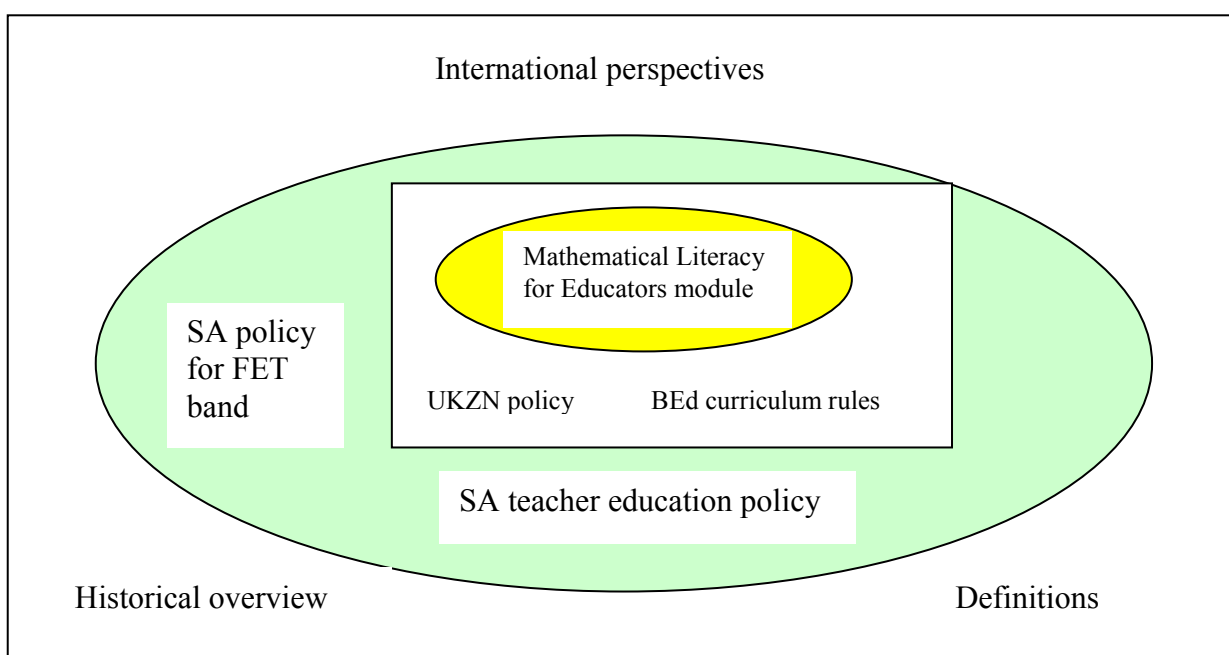 International perspectives
Mathematical Literacy
for Educators module
SA policy
for FET
band
UKZN policy
BEd curriculum rules
SA teacher education policy
Historical overview
Definitions